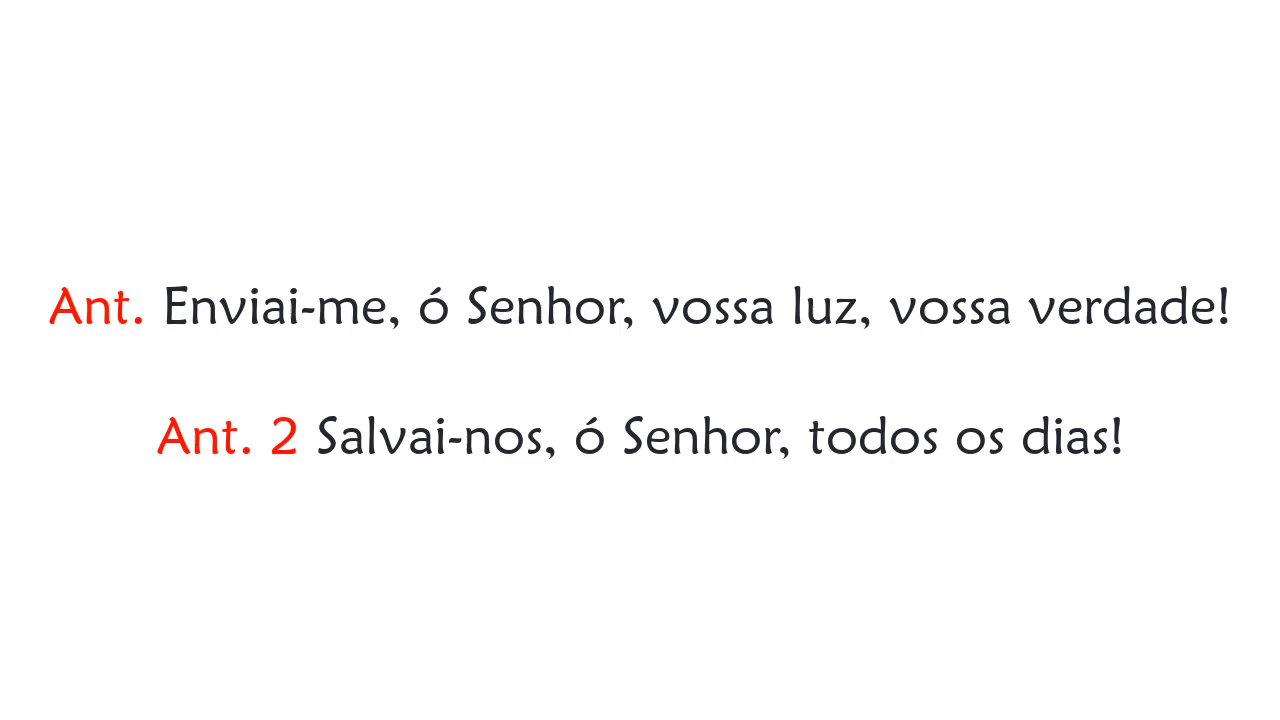 Ant. Enviai-me, ó Senhor, vossa luz, vossa verdade!
Ant. 2 Salvai-nos, ó Senhor, todos os dias!